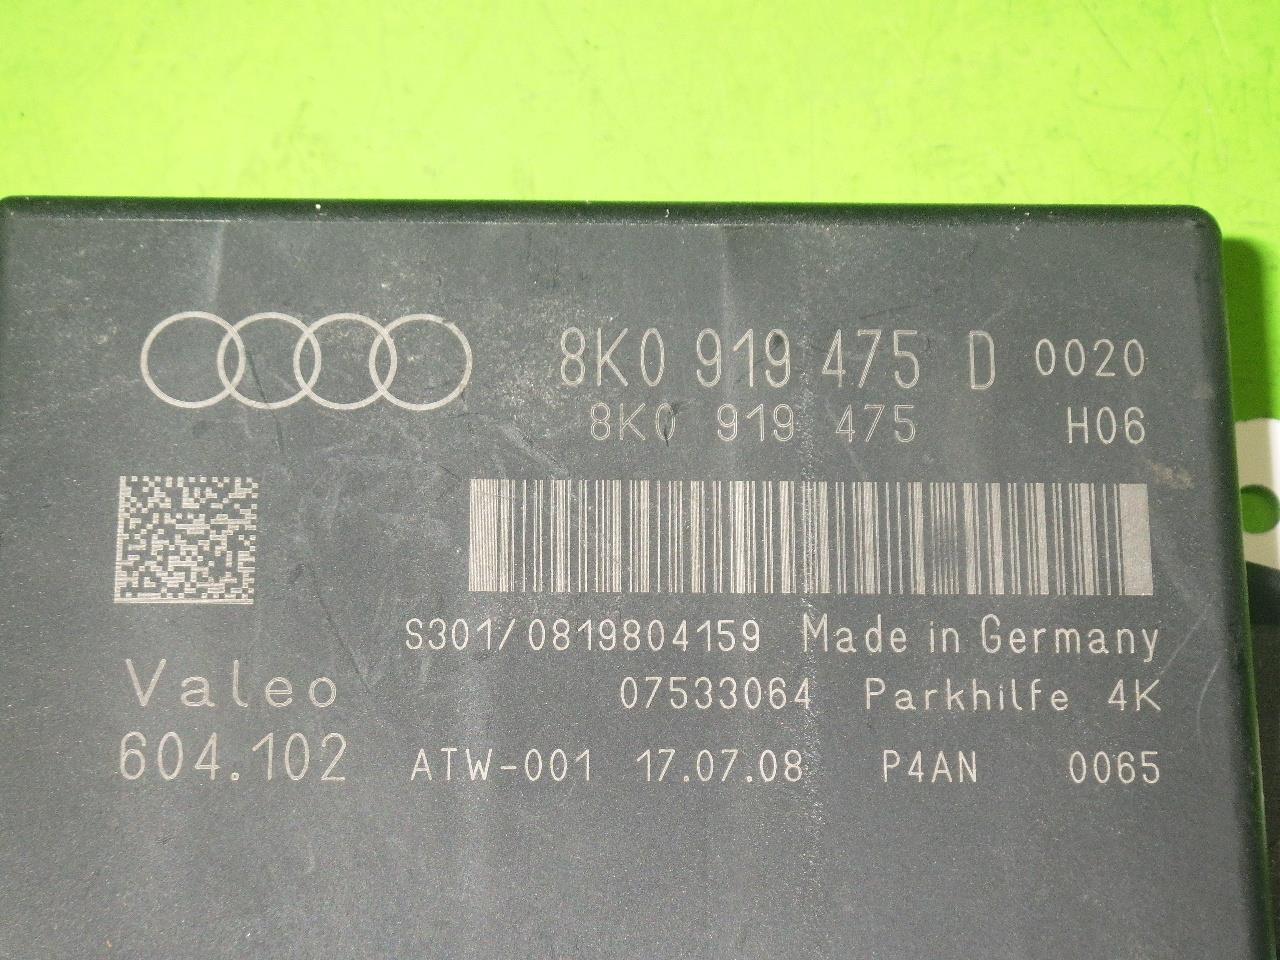 8K0 919 475 D 0020
8K0 919 475 H06
S301/0819804159 Made in Germany
Valeo 07533064 Parkhilfe 4K
604.102 ATW-001 17.07.08 P4AN 0065